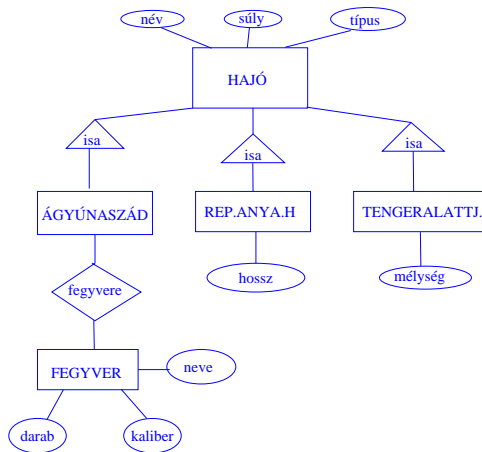 név
súly
típus
HAJÓ
isa
isa
isa
ÁGYÚNASZÁD
REP.ANYA.H
TENGERALATTJ.
fegyvere
hossz
mélység
FEGYVER
neve
darab
kaliber